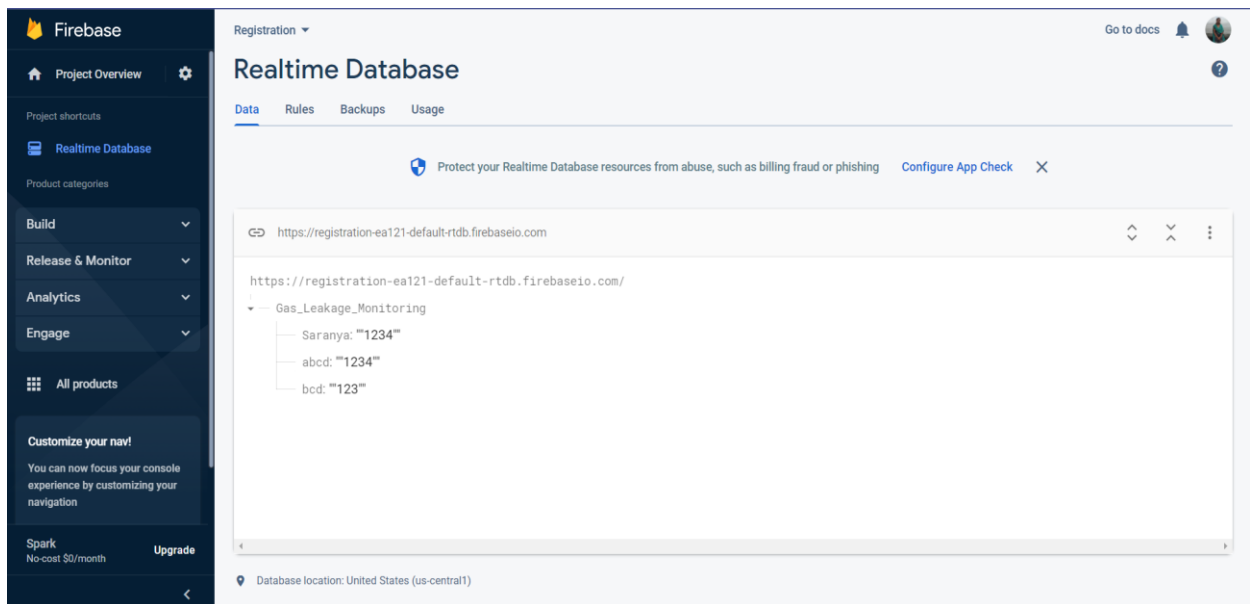 Firebase
Project Overview
Project shortcuts
Realtime Database
Product categories
Build
Release & Monitor
Analytics
Engage
All products
Customize your nav!
You can now focus your console
experience by customizing your
navigation
Spark
No-cost $0/month
Upgrade
Registration
Go to docs
Realtime Database
Data Rules Backups Usage
Protect your Realtime Database resources from abuse, such as billing fraud or phishing Configure App Check
https://registration-ea121-default-rtdb.firebaseio.com
https://registration-ea121-default-rtdb.firebaseio.com/
Gas_Leakage_Monitoring
Saranya: ""1234""
abcd: ""1234""
bcd: ""123""
Database location: United States (us-central1)